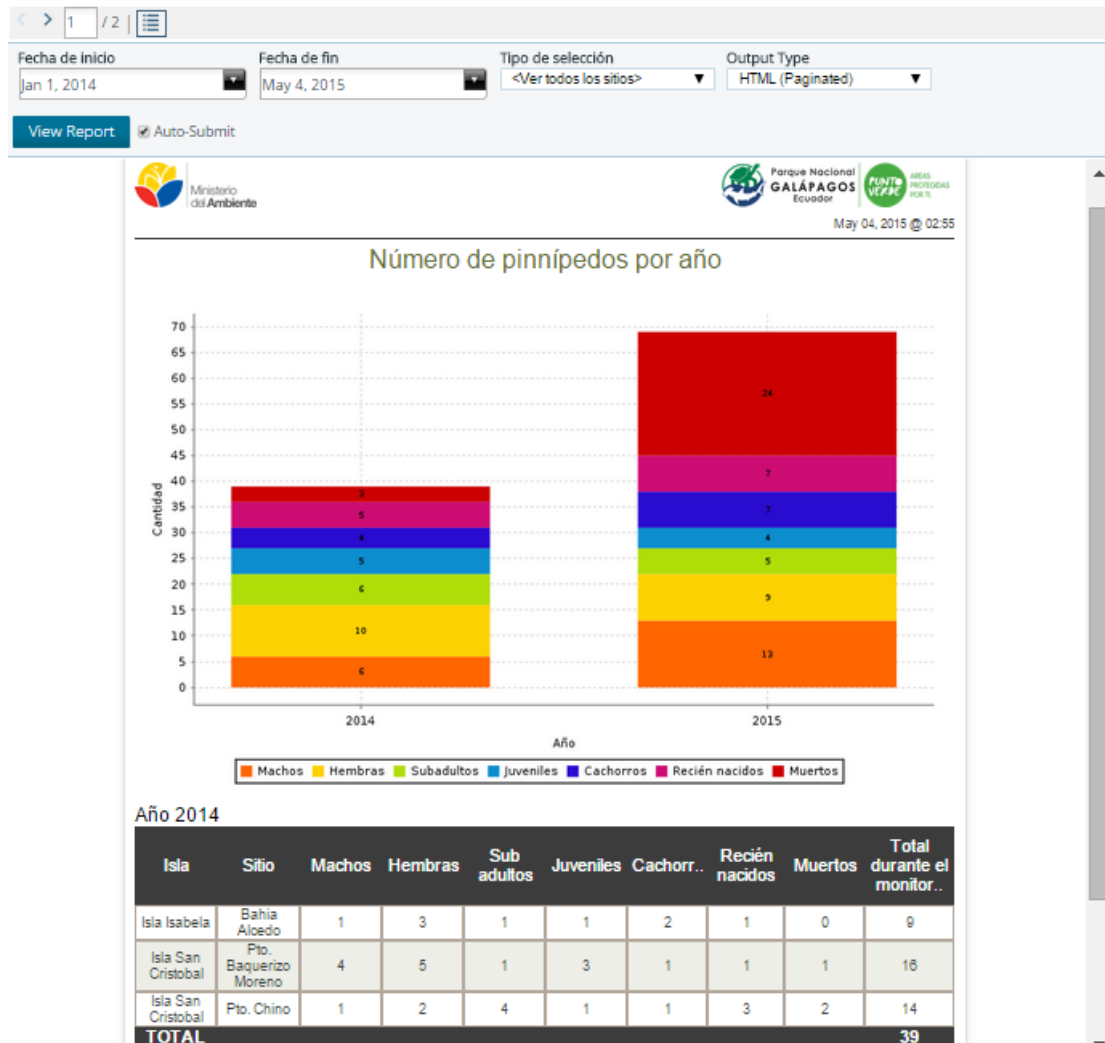 1 / 2
Fecha de inicio Fecha de fin Tipo de selección Output Type
Jan 1, 2014 May 4, 2015 <Ver todos los sitios> HTML (Paginated)
View Report Auto-Submit
Ministerio
del Ambiente
Parque Nacional
GALÁPAGOS
Ecuador
PUNTO
VERDE
AREAS
PROTEGIDAS
POR TI.
May 04, 2015 @ 02:55
Número de pinnípedos por año
70
65
60
55
50
45
40
35
30
25
20
15
10
5
0
Cantidad
3
5
4
5
6
10
6
24
7
7
4
5
9
13
2014 2015
Año
Machos Hembras Subadultos Juveniles Cachorros Recién nacidos Muertos
Año 2014
Isla Sitio Machos Hembras Sub adultos Juveniles Cachorr.. Recién nacidos Muertos Total durante el monitor..
Isla Isabela Bahia Alcedo 1 3 1 1 2 1 0 9
Isla San Cristobal Pto. Baquerizo Moreno 4 5 1 3 1 1 1 16
Isla San Cristobal Pto. Chino 1 2 4 1 1 3 2 14
TOTAL 39